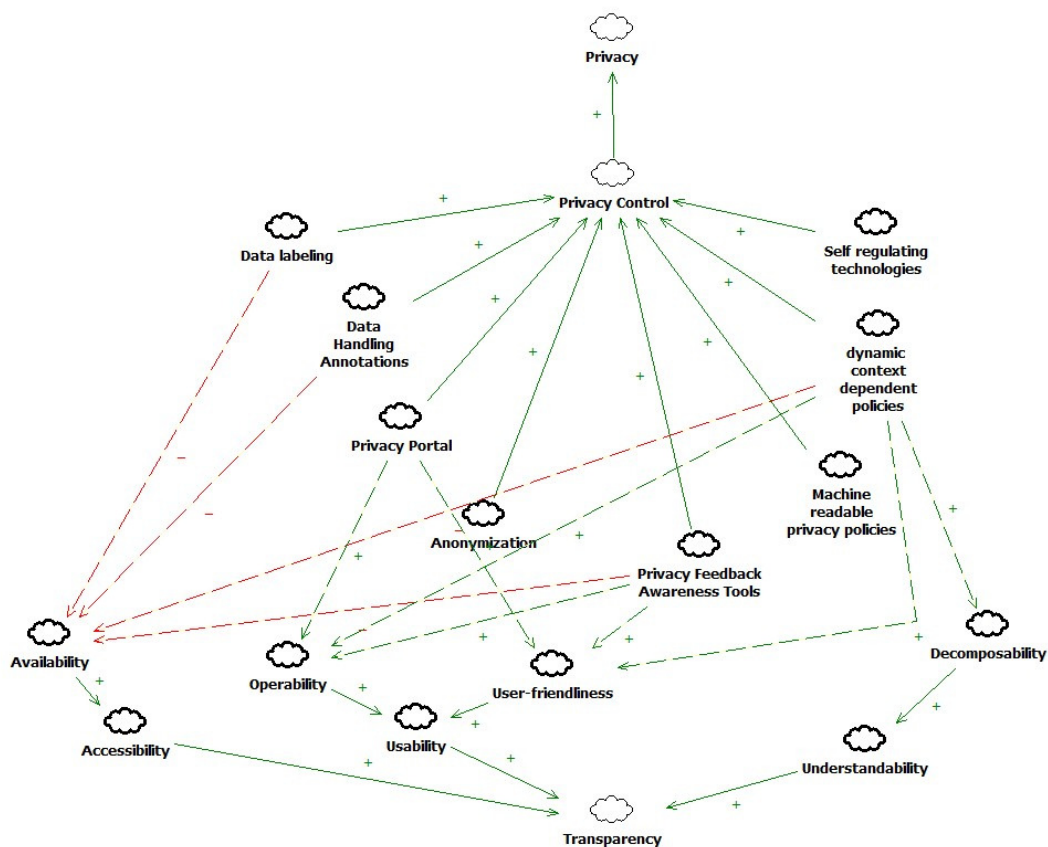 Privacy
+
Privacy Control
+
Data labeling
+
+
Self regulating
technologies
Data
Handling
Annotations
+
+
dynamic
context
dependent
policies
+
+
+
Privacy Portal
–
Machine
readable
privacy policies
–
+
Anonymization
–
+
+
Privacy Feedback
Awareness Tools
–
+
+
+
Availability
Operability
User-friendliness
Decomposability
+
+
+
+
Accessibility
Usability
Understandability
+
+
+
Transparency